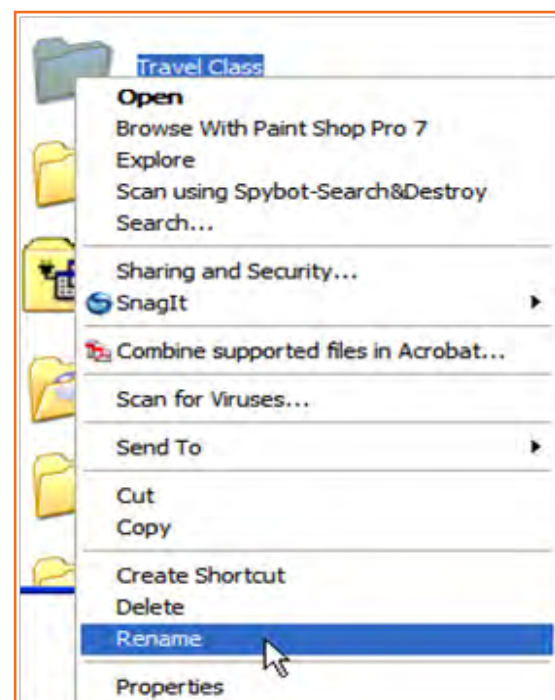 Travel Class
Open
Browse With Paint Shop Pro 7
Explore
Scan using Spybot-Search&Destroy
Search...
Sharing and Security...
SnagIt
Combine supported files in Acrobat...
Scan for Viruses...
Send To
Cut
Copy
Create Shortcut
Delete
Rename
Properties